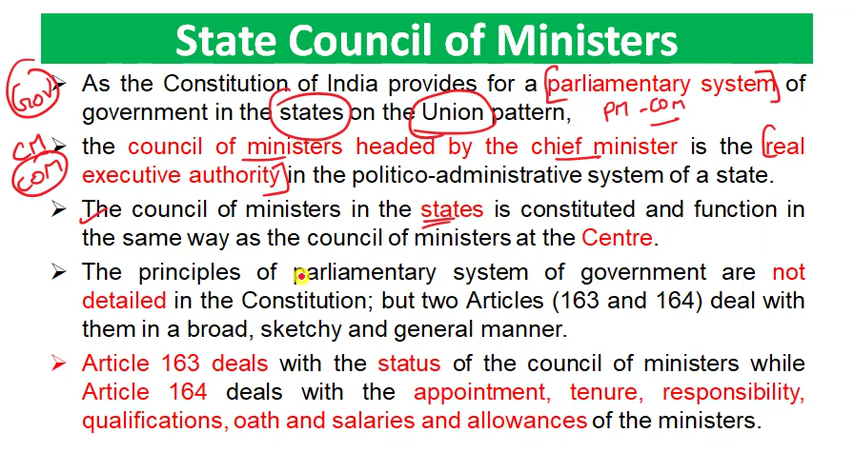 State Council of Ministers
➢ As the Constitution of India provides for a parliamentary system of
Gov
government in the states on the Union pattern, PM - COM
➢ the council of ministers headed by the chief minister is the real
CM
COM
executive authority in the politico-administrative system of a state.
➢ The council of ministers in the states is constituted and function in
the same way as the council of ministers at the Centre.
➢ The principles of parliamentary system of government are not
detailed in the Constitution; but two Articles (163 and 164) deal with
them in a broad, sketchy and general manner.
➢ Article 163 deals with the status of the council of ministers while
Article 164 deals with the appointment, tenure, responsibility,
qualifications, oath and salaries and allowances of the ministers.